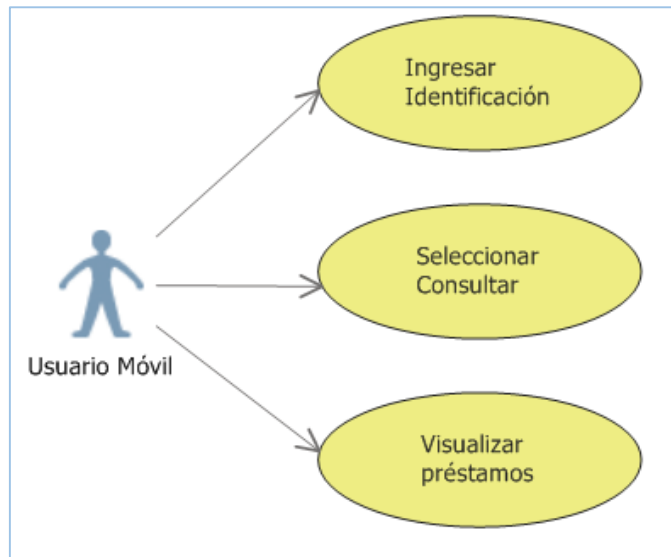 Ingresar
Identificación
Seleccionar
Consultar
Usuario Móvil
Visualizar
préstamos